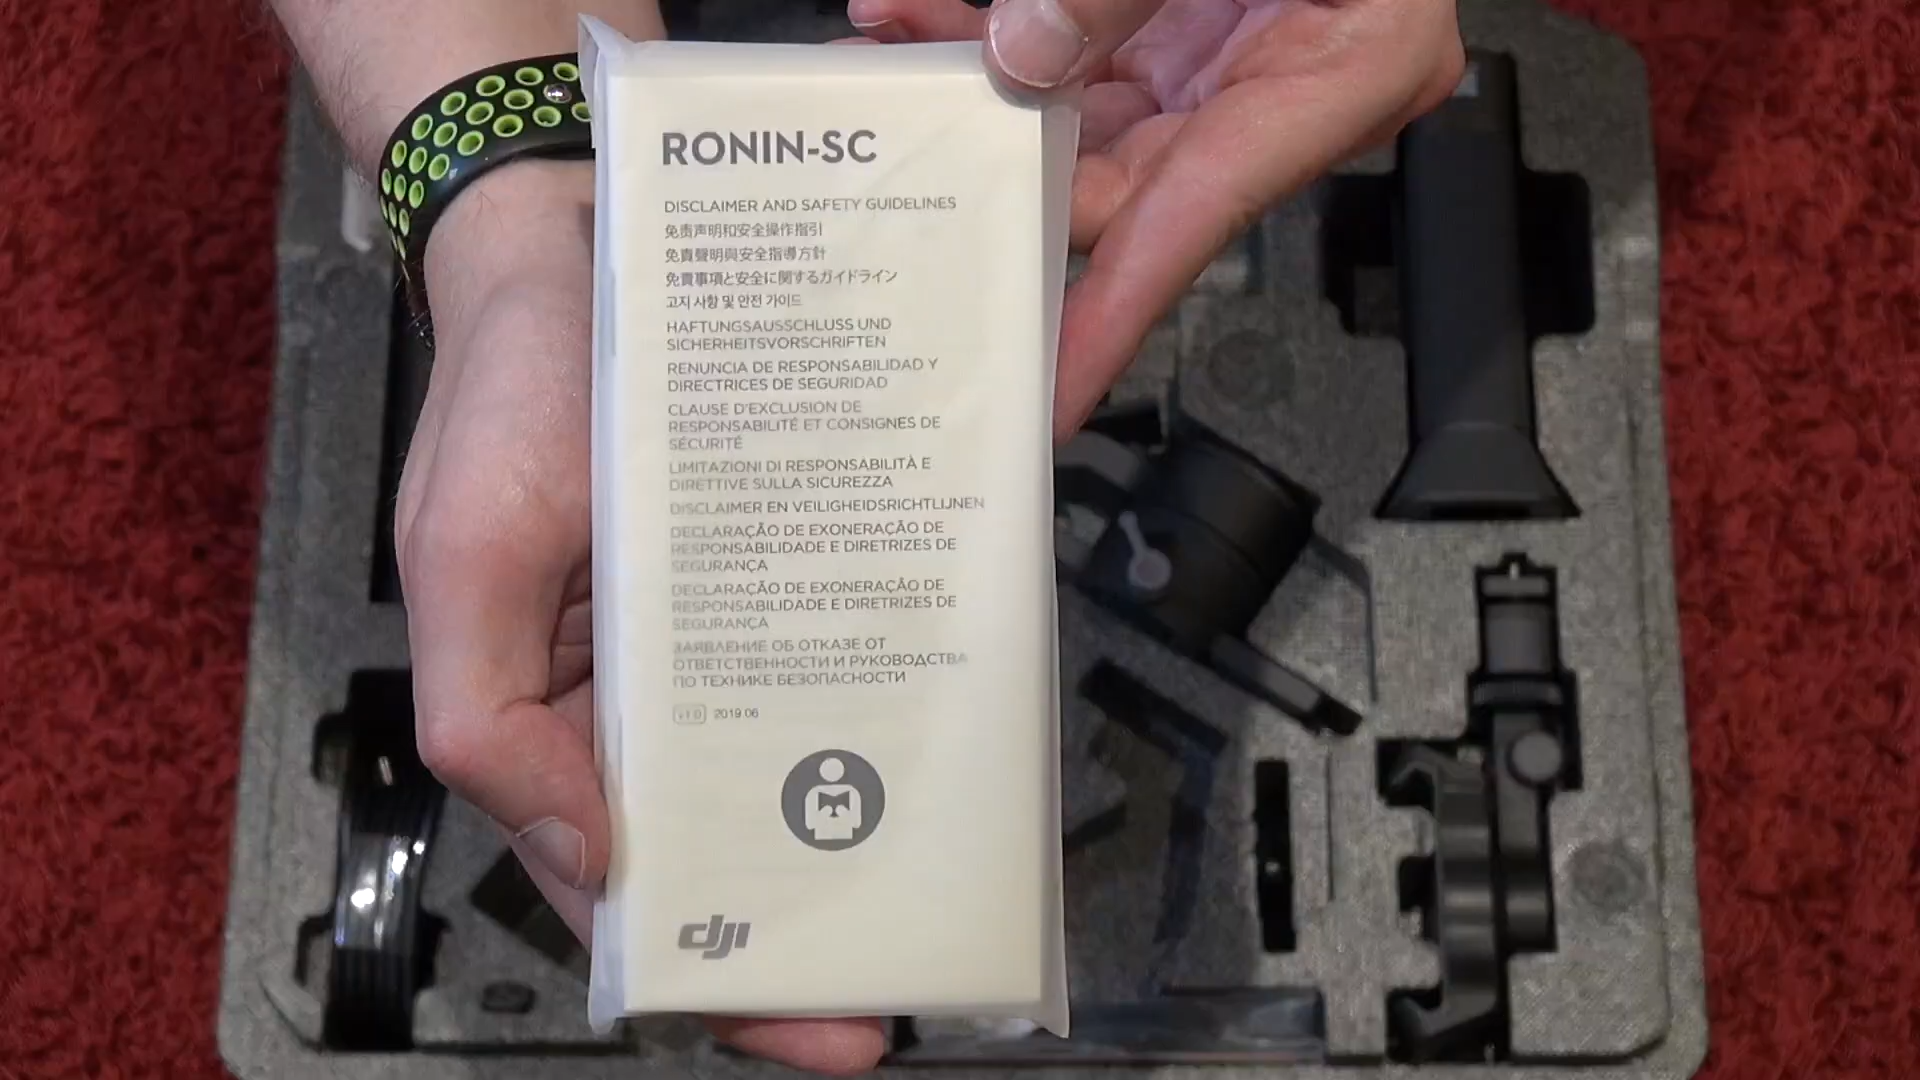 RONIN-SC
DISCLAIMER AND SAFETY GUIDELINES
免责声明和安全操作指引
免責聲明與安全指導方針
免責事項と安全に関するガイドライン
고지 사항 및 안전 가이드
HAFTUNGSAUSSCHLUSS UND
SICHERHEITSVORSCHRIFTEN
RENUNCIA DE RESPONSABILIDAD Y
DIRECTRICES DE SEGURIDAD
CLAUSE D'EXCLUSION DE
RESPONSABILITÉ ET CONSIGNES DE
SÉCURITÉ
LIMITAZIONI DI RESPONSABILITÀ E
DIRETTIVE SULLA SICUREZZA
DISCLAIMER EN VEILIGHEIDSRICHTLIJNEN
DECLARAÇÃO DE EXONERAÇÃO DE
RESPONSABILIDADE E DIRETRIZES DE
SEGURANÇA
DECLARAÇÃO DE EXONERAÇÃO DE
RESPONSABILIDADE E DIRETRIZES DE
SEGURANÇA
ЗАЯВЛЕНИЕ ОБ ОТКАЗЕ ОТ
ОТВЕТСТВЕННОСТИ И РУКОВОДСТВА
ПО ТЕХНИКЕ БЕЗОПАСНОСТИ
v1.0 2019.06
dji